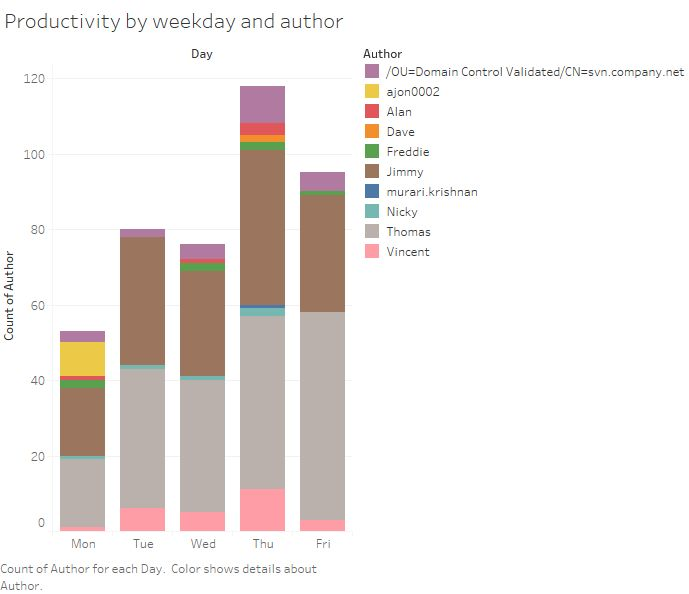 Productivity by weekday and author
Day
Author
/OU=Domain Control Validated/CN=svn.company.net
ajon0002
Alan
Dave
Freddie
Jimmy
murari.krishnan
Nicky
Thomas
Vincent
Count of Author
120
100
80
60
40
20
0
Mon Tue Wed Thu Fri
Count of Author for each Day. Color shows details about
Author.